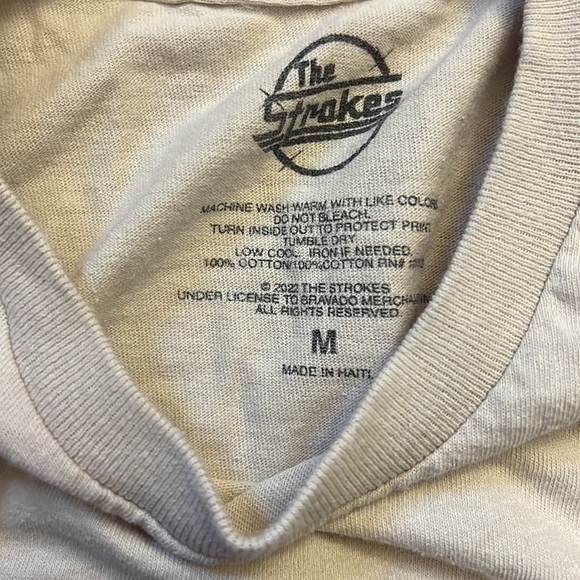 The
Strokes
MACHINE WASH WARM WITH LIKE COLORS
DO NOT BLEACH.
TURN INSIDE OUT TO PROTECT PRINT
TUMBLE DRY
LOW COOL IRON IF NEEDED.
100% COTTON/100%COTTON RN#
© 2022 THE STROKES
UNDER LICENSE TO BRAVADO
ALL RIGHTS RESERVED.
M
MADE IN HAITI